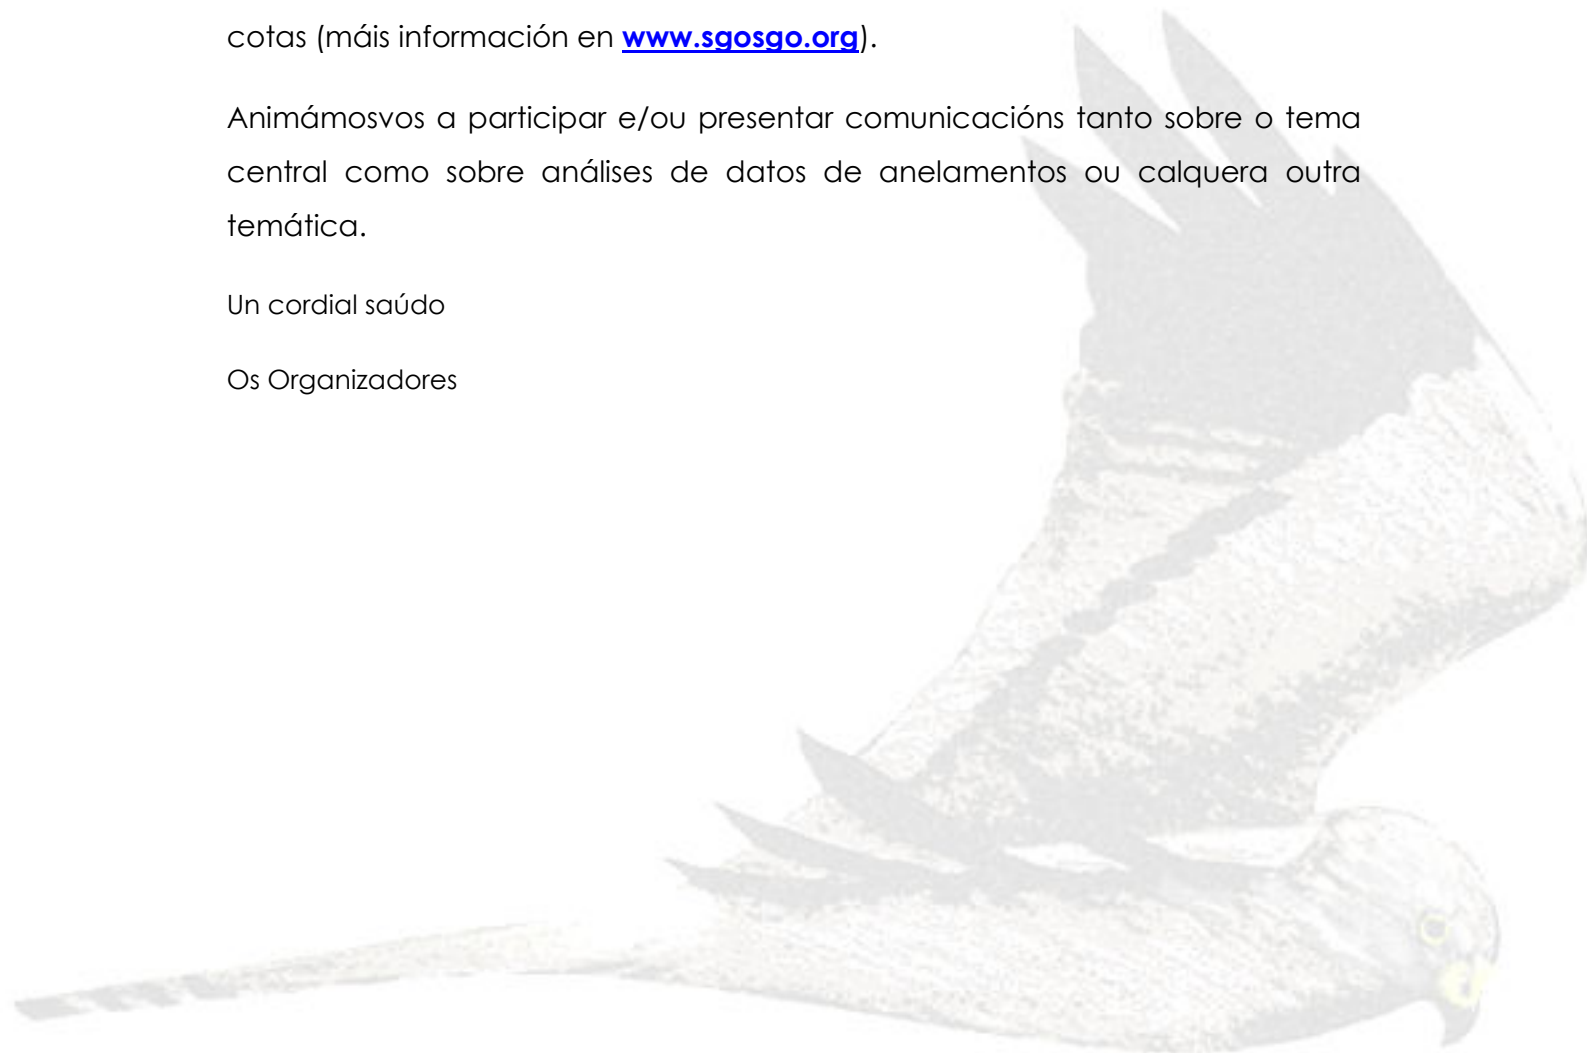 cotas (máis información en www.sgosgo.org).
Animámosvos a participar e/ou presentar comunicacións tanto sobre o tema
central como sobre análises de datos de anelamentos ou calquera outra
temática.
Un cordial saúdo
Os Organizadores